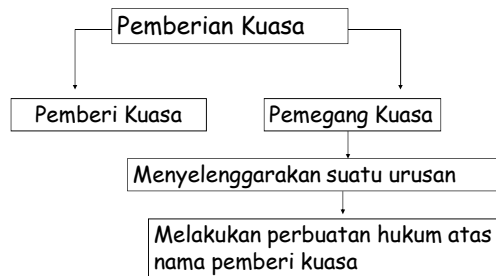 Pemberian Kuasa
Pemberi Kuasa
Pemegang Kuasa
Menyelenggarakan suatu urusan
Melakukan perbuatan hukum atas
nama pemberi kuasa